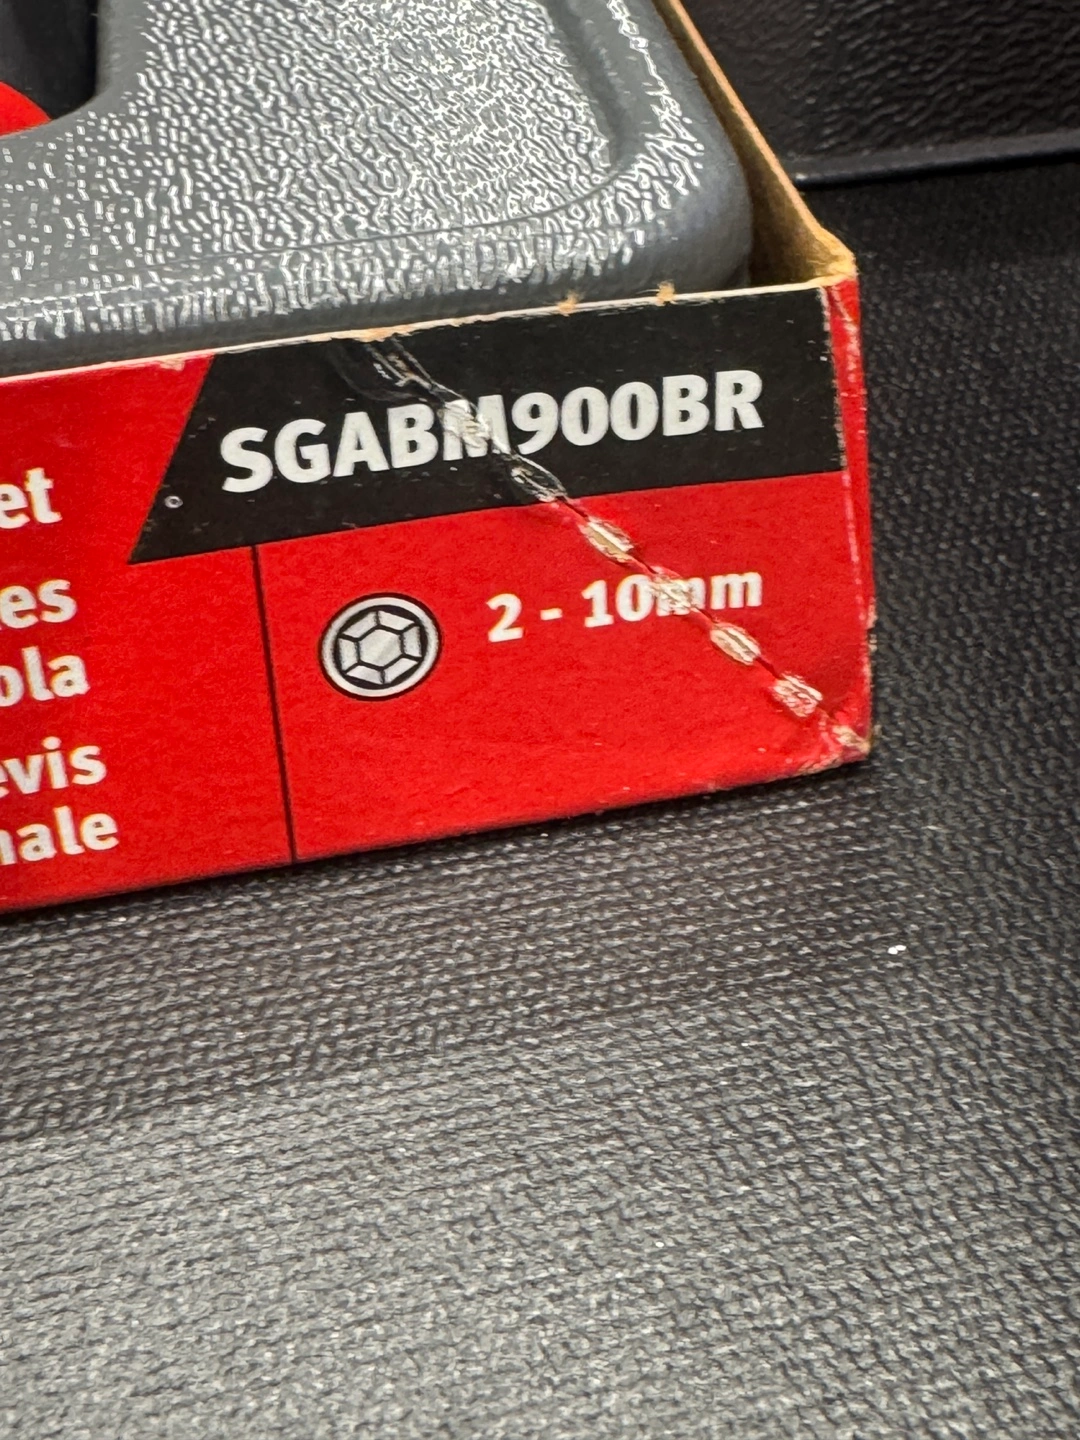 SGABM900BR
et
es
ola
evis
nale
2 - 10mm